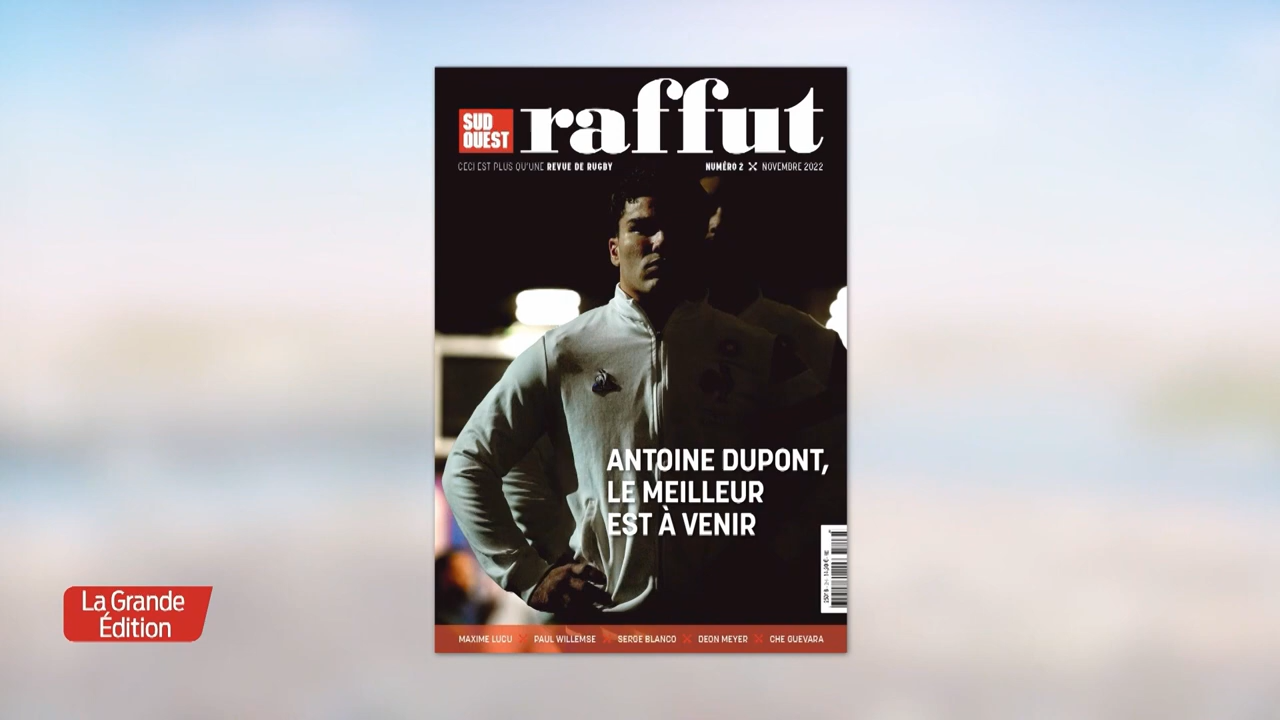 SUD
OUEST
raffut
CECI EST PLUS QU'UNE REVUE DE RUGBY
NUMÉRO 2 X NOVEMBRE 2022
ANTOINE DUPONT,
LE MEILLEUR
EST À VENIR
MAXIME LUCU X PAUL WILLEMSE X SERGE BLANCO X DEON MEYER X CHE GUEVARA
La Grande
Édition